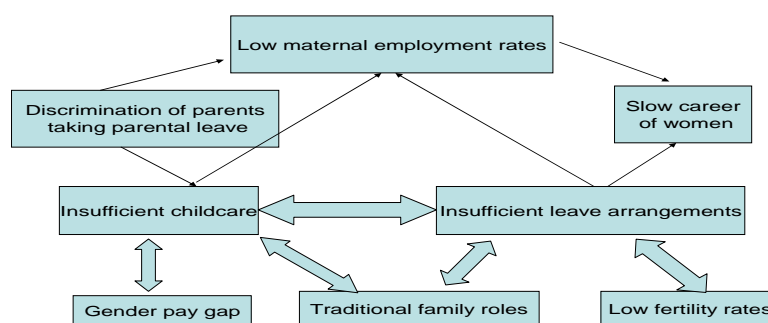 Low maternal employment rates
Discrimination of parents
taking parental leave
Slow career
of women
Insufficient childcare
Insufficient leave arrangements
Gender pay gap
Traditional family roles
Low fertility rates